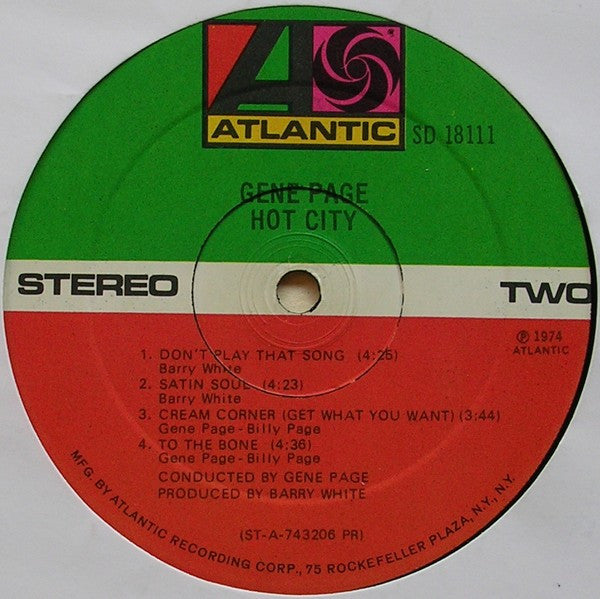 ATLANTIC
SD 18111
GENE PAGE
HOT CITY
STEREO
TWO
℗ 1974
ATLANTIC
1. DON'T PLAY THAT SONG (4:25)
Barry White
2. SATIN SOUL (4:23)
Barry White
3. CREAM CORNER (GET WHAT YOU WANT) (3:44)
Gene Page - Billy Page
4. TO THE BONE (4:36)
Gene Page - Billy Page
CONDUCTED BY GENE PAGE
PRODUCED BY BARRY WHITE
(ST-A-743206 PR)
MFG. BY ATLANTIC RECORDING CORP., 75 ROCKEFELLER PLAZA, N.Y., N.Y.